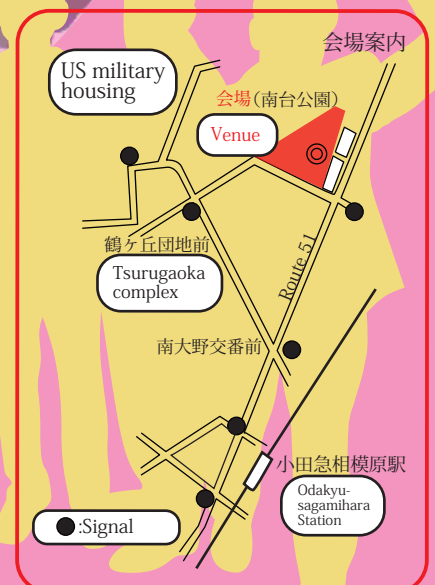 会場案内
US military
housing
会場(南台公園)
Venue
鶴ヶ丘団地前
Tsurugaoka
complex
Route 51
南大野交番前
小田急相模原駅
Odakyu-
sagamihara
Station
:Signal